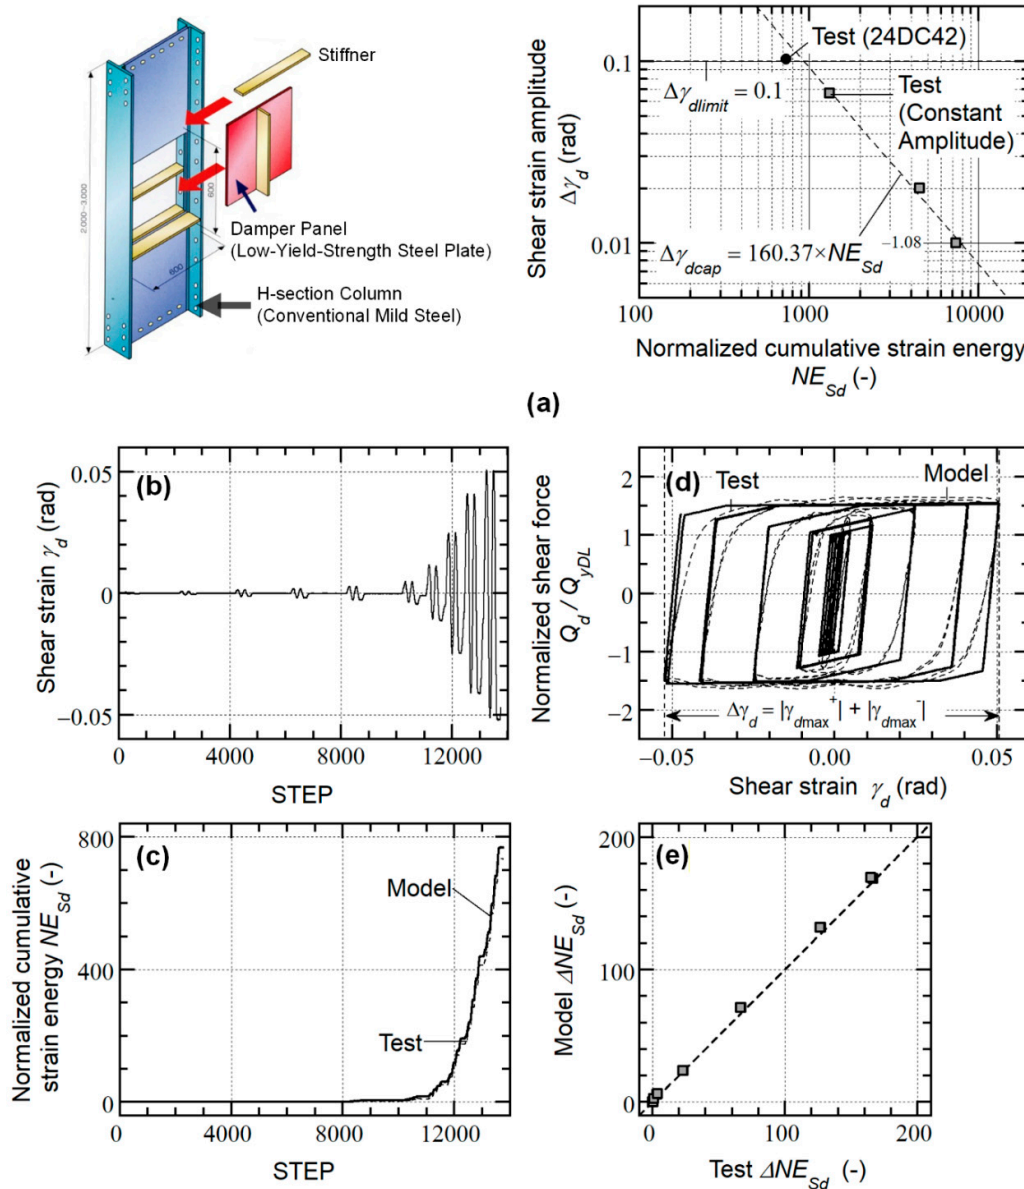 Stiffner
2.000~3.000
600
600
Damper Panel
(Low-Yield-Strength Steel Plate)
H-section Column
(Conventional Mild Steel)
Shear strain amplitude
Δγd (rad)
0.1
0.01
Test (24DC42)
Δγdlimit = 0.1
Test
(Constant
Amplitude)
Δγdcap = 160.37×NESd −1.08
100 1000 10000
Normalized cumulative strain energy
NESd (-)
(a)
(b)
Shear strain γd (rad)
0.05
0
−0.05
0 4000 8000 12000
STEP
(d)
Normalized shear force
Qd / QyDL
2
1
0
−1
−2
Test
Model
Δγd = |γdmax+| + |γdmax-|
−0.05 0.00 0.05
Shear strain γd (rad)
(c)
Normalized cumulative
strain energy NESd (-)
800
400
0
Model
Test
0 4000 8000 12000
STEP
(e)
Model ΔNESd (-)
200
100
0
0 100 200
Test ΔNESd (-)